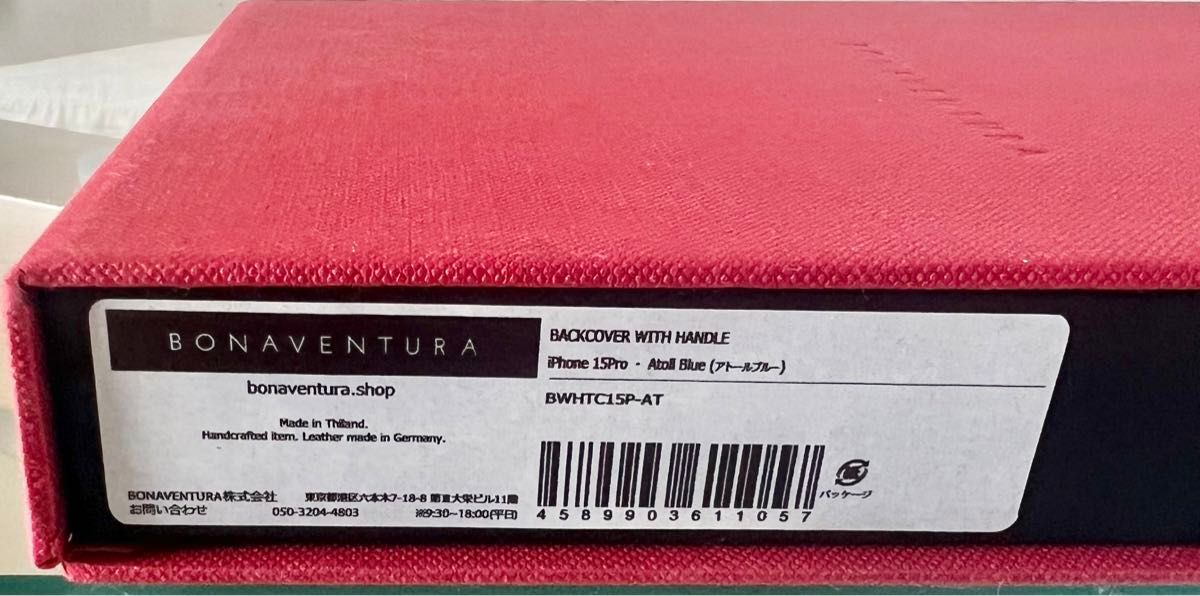 BONAVENTURA
BONAVENTURA
bonaventura.shop
Made in Thiland.
Handcrafted item. Leather made in Germany.
BONAVENTURA株式会社 東京都港区六本木7-18-8 第Ⅱ大栄ビル11階
お問い合わせ 050-3204-4803 ※9:30~18:00(平日)
BACKCOVER WITH HANDLE
iPhone 15Pro・Atoll Blue (アトールブルー)
BWHTC15P-AT
4589903611057
パッケージ